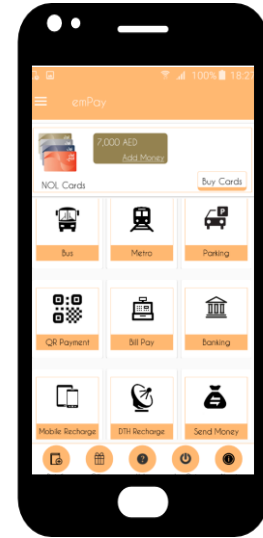 100% 18:27
emPay
7,000 AED
Add Money
NOL Cards
Buy Cards
Bus Metro Parking
QR Payment Bill Pay Banking
Mobile Recharge DTH Recharge Send Money